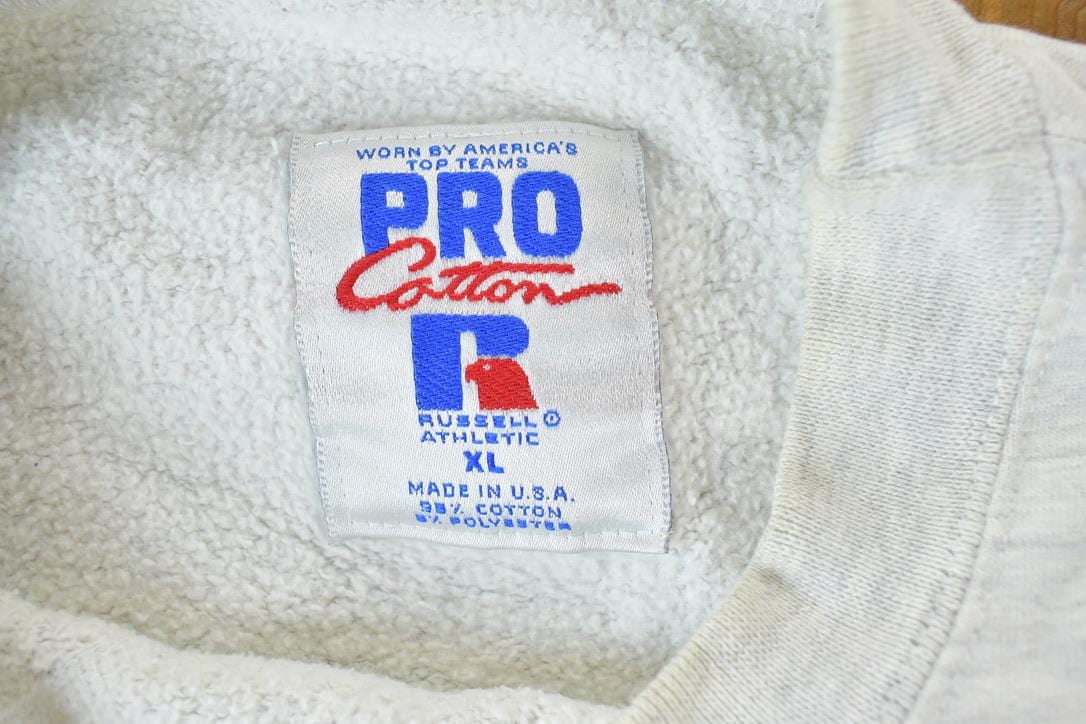 WORN BY AMERICA'S
TOP TEAMS
PRO
Cotton
R
RUSSELL®
ATHLETIC
XL
MADE IN U.S.A.
95% COTTON
5% POLYESTER